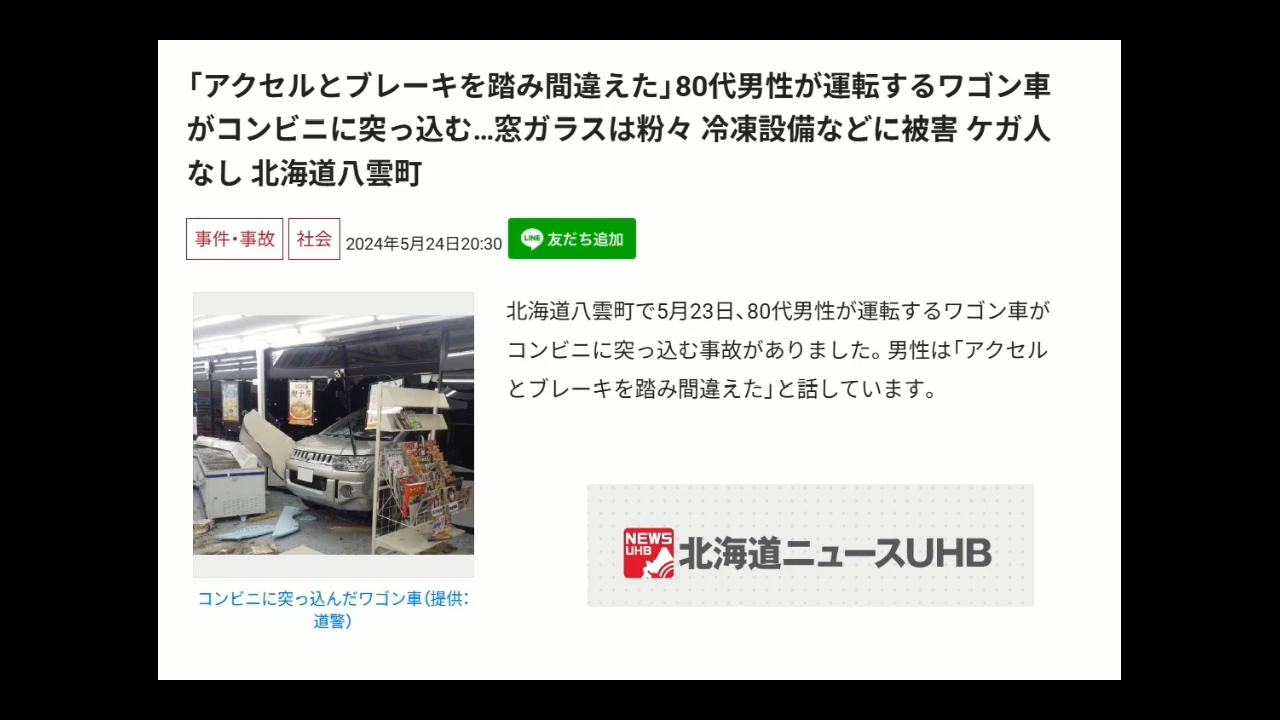 「アクセルとブレーキを踏み間違えた」80代男性が運転するワゴン車
がコンビニに突っ込む…窓ガラスは粉々 冷凍設備などに被害 ケガ人
なし 北海道八雲町
事件・事故 社会 2024年5月24日20:30 LINE 友だち追加
北海道八雲町で5月23日、80代男性が運転するワゴン車が
コンビニに突っ込む事故がありました。男性は「アクセル
とブレーキを踏み間違えた」と話しています。
コンビニに突っ込んだワゴン車(提供:
道警)
NEWS
UHB
北海道ニュースUHB